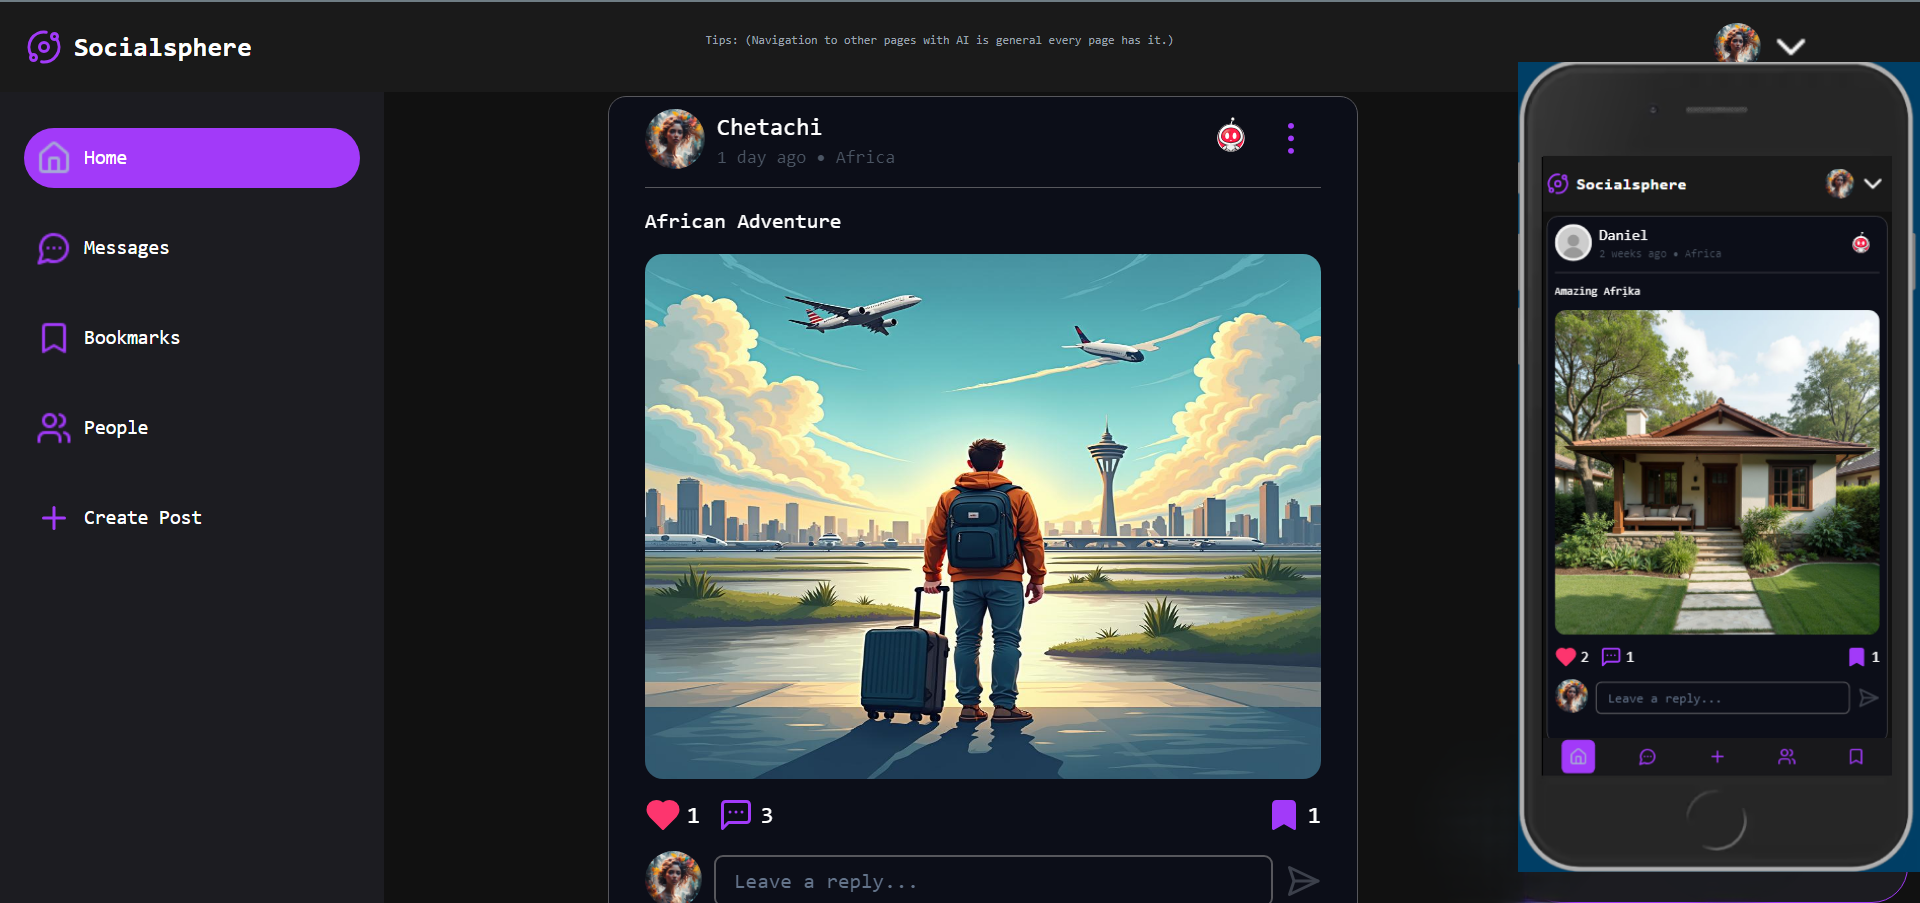 Socialsphere
Tips: (Navigation to other pages with AI is general every page has it.)
Home
Messages
Bookmarks
People
Create Post
Chetachi
1 day ago • Africa
African Adventure
1
3
1
Leave a reply...
Socialsphere
Daniel
2 weeks ago • Africa
Amazing Afrika
2
1
1
Leave a reply...